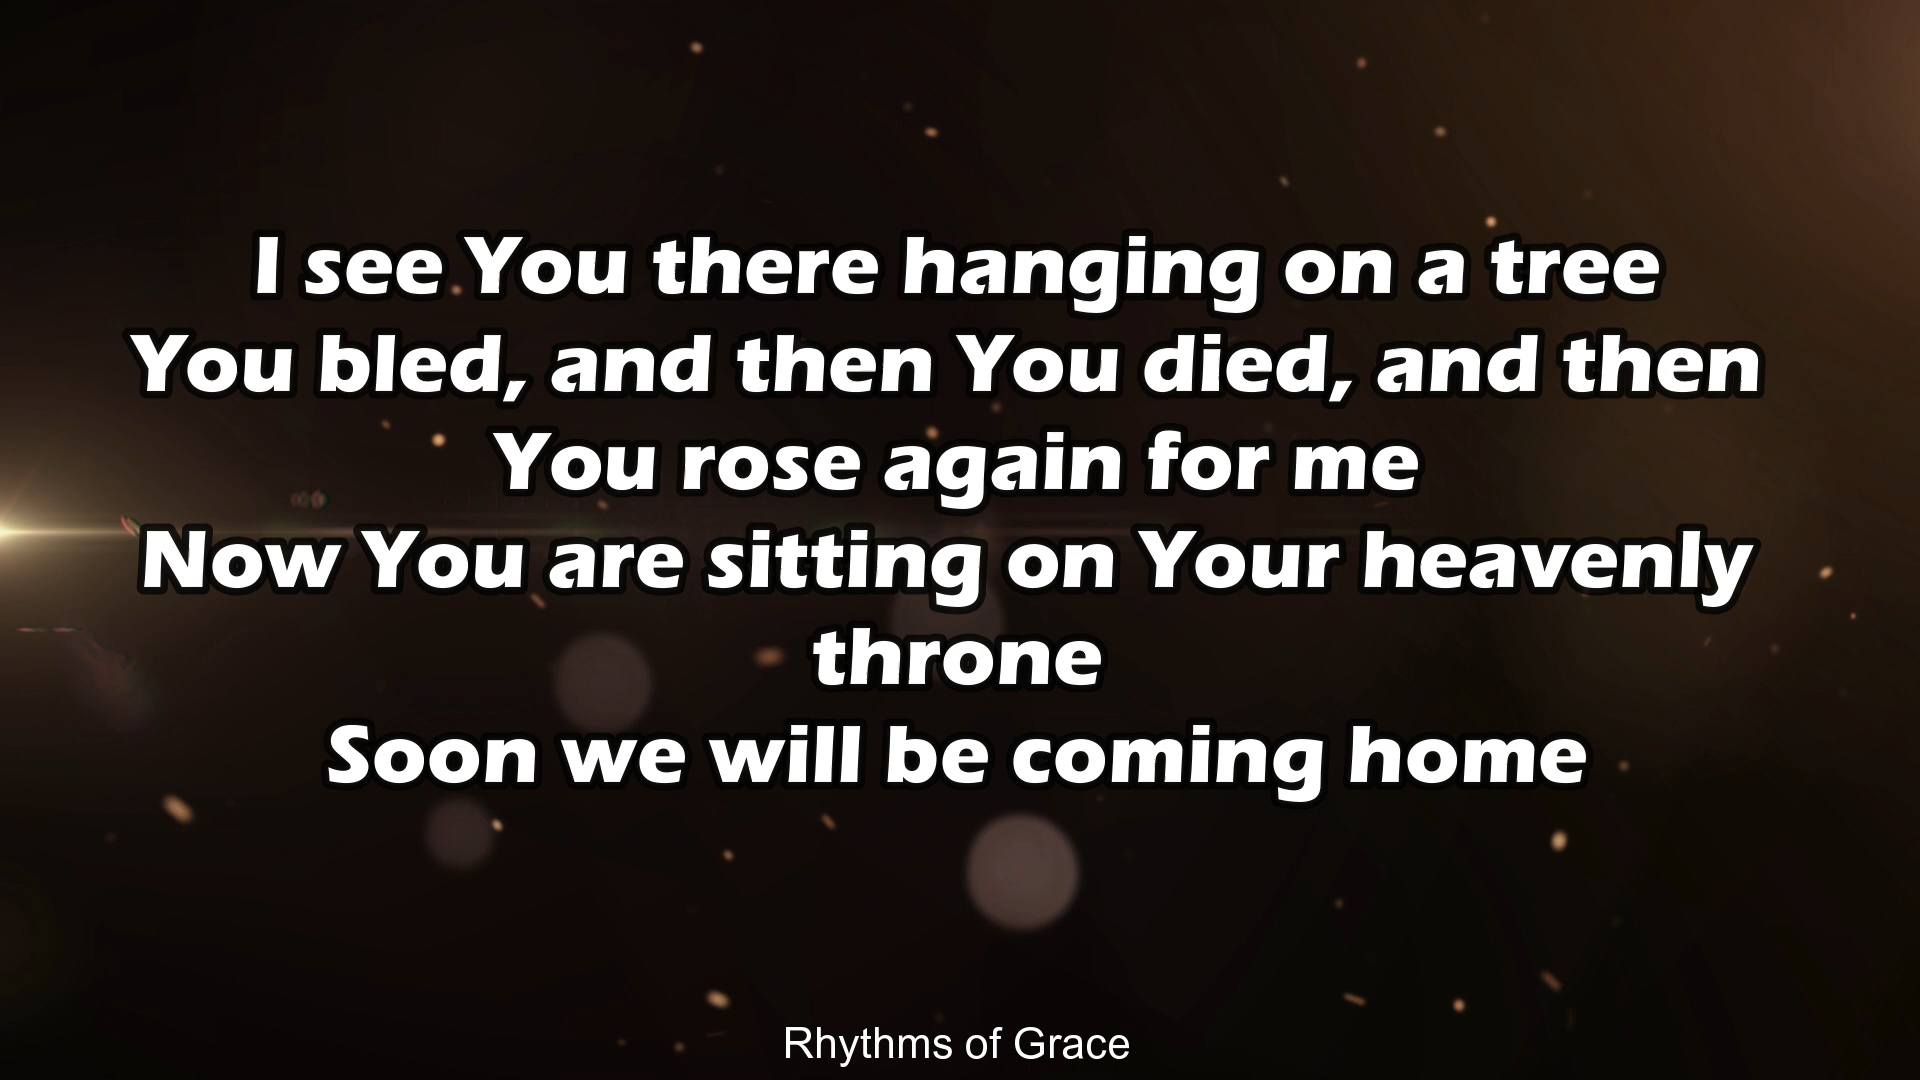 I see You there hanging on a tree
You bled, and then You died, and then
You rose again for me
Now You are sitting on Your heavenly
throne
Soon we will be coming home
Rhythms of Grace